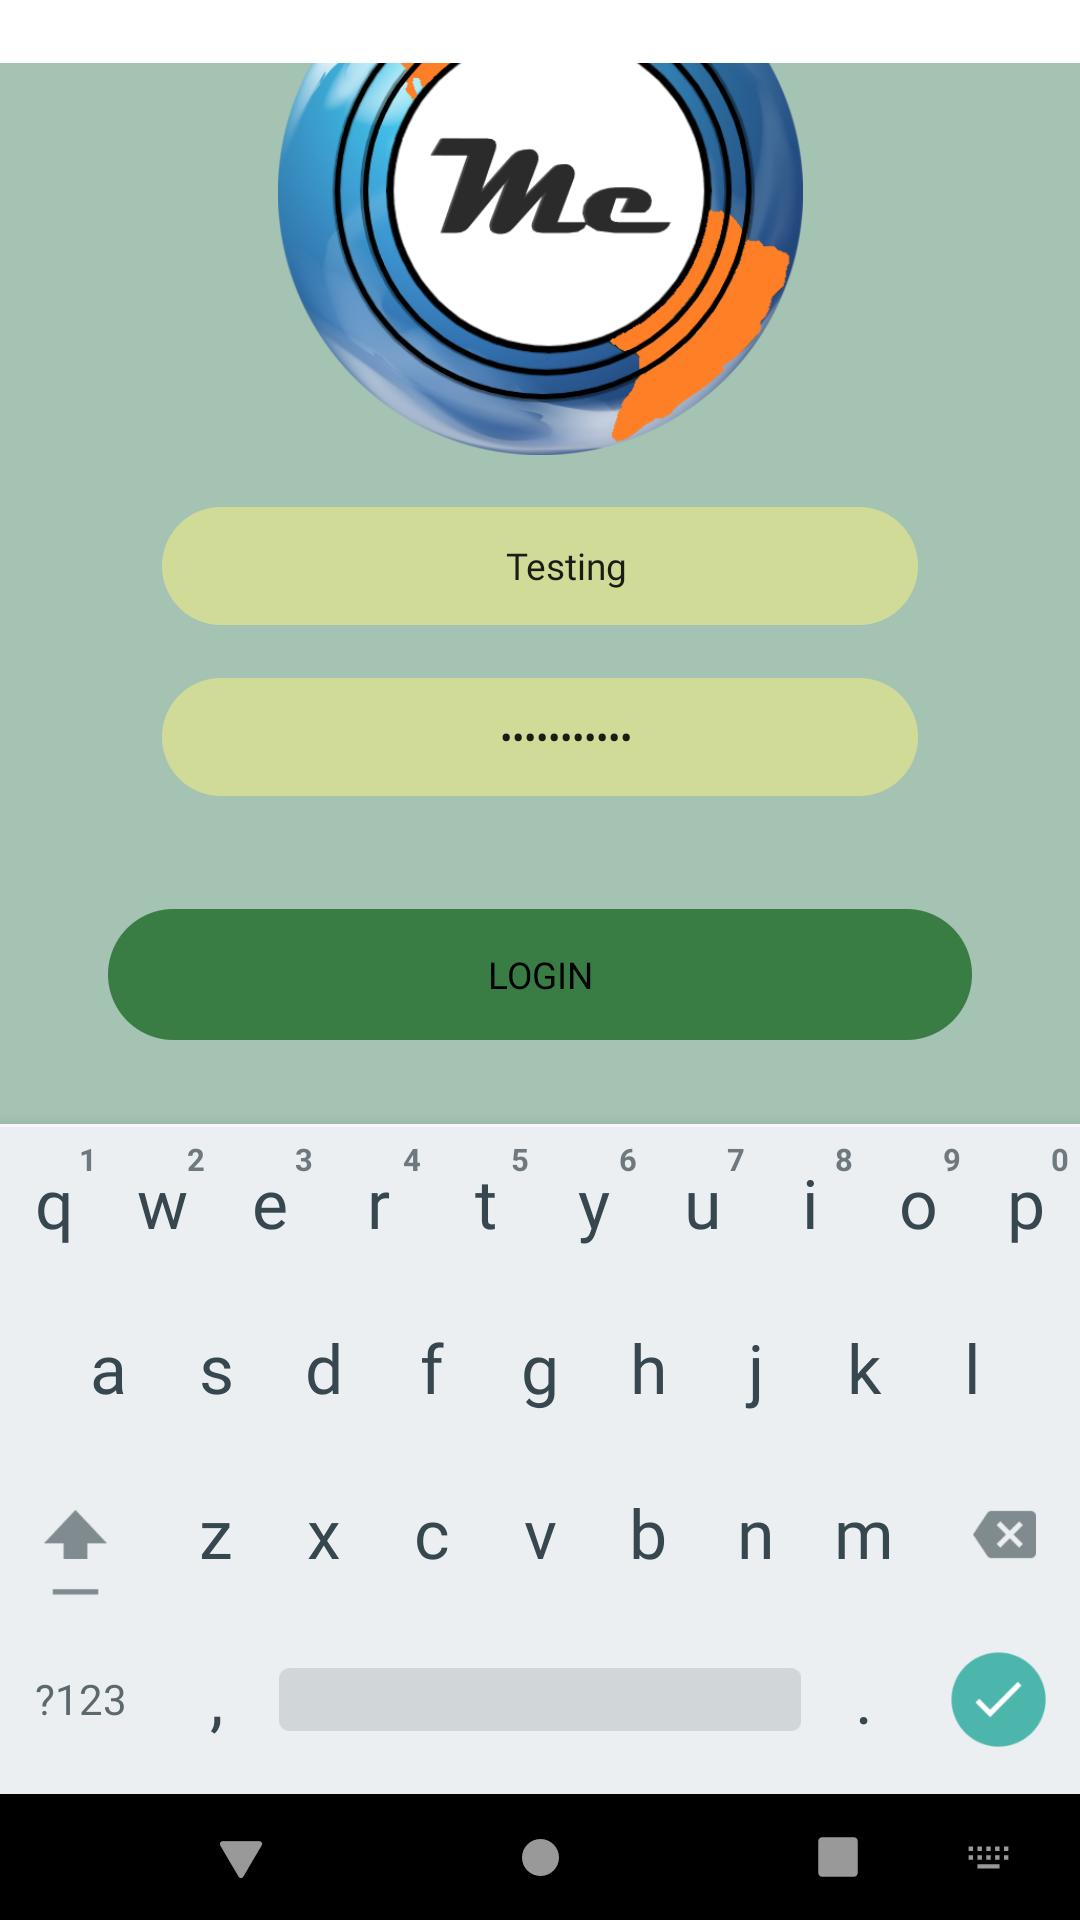 Me
Testing
•••••••••••
LOGIN
1 2 3 4 5 6 7 8 9 0
q w e r t y u i o p
a s d f g h j k l
z x c v b n m
?123 , .